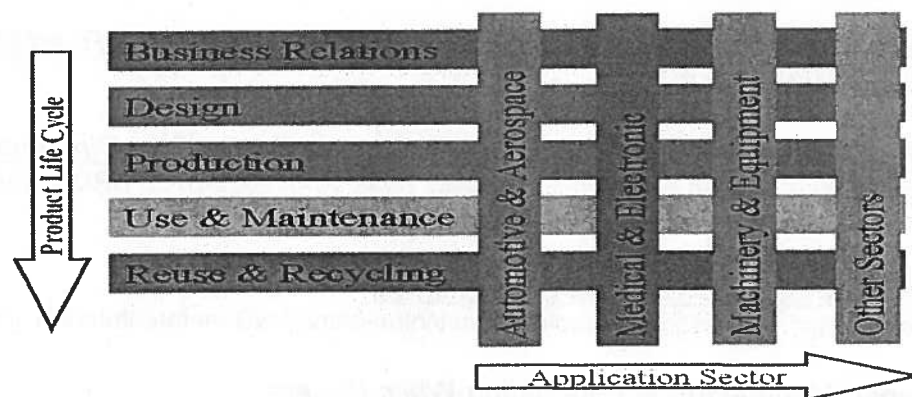 Product Life Cycle
Business Relations
Design
Production
Use & Maintenance
Reuse & Recycling
Automotive & Aerospace
Medical & Electronic
Machinery & Equipment
Other Sectors
Application Sector